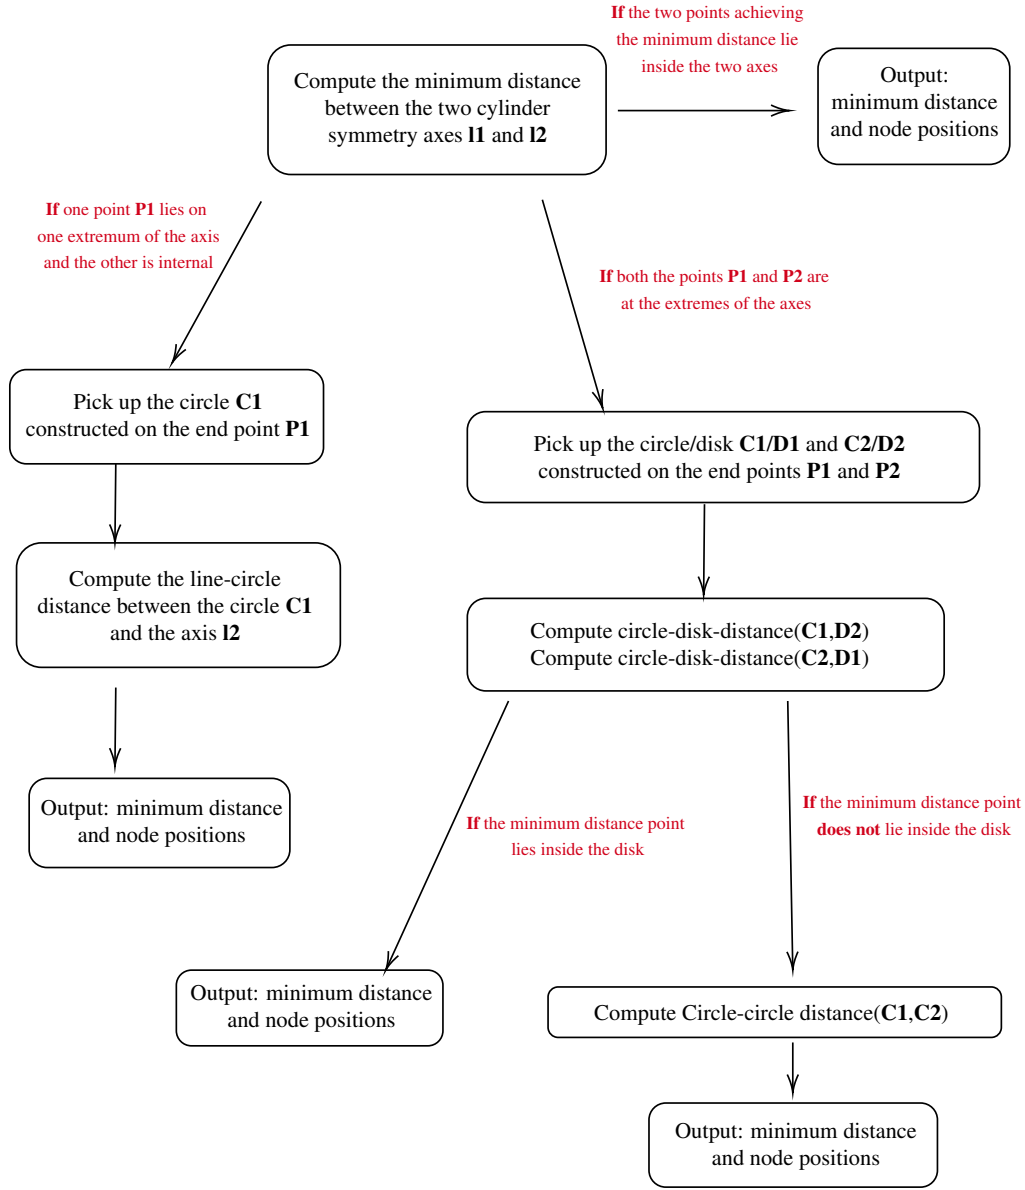 If the two points achieving
the minimum distance lie
inside the two axes
Compute the minimum distance
between the two cylinder
symmetry axes l1 and l2
Output:
minimum distance
and node positions
If one point P1 lies on
one extremum of the axis
and the other is internal
If both the points P1 and P2 are
at the extremes of the axes
Pick up the circle C1
constructed on the end point P1
Pick up the circle/disk C1/D1 and C2/D2
constructed on the end points P1 and P2
Compute the line-circle
distance between the circle C1
and the axis l2
Compute circle-disk-distance(C1,D2)
Compute circle-disk-distance(C2,D1)
Output: minimum distance
and node positions
If the minimum distance point
lies inside the disk
If the minimum distance point
does not lie inside the disk
Output: minimum distance
and node positions
Compute Circle-circle distance(C1,C2)
Output: minimum distance
and node positions